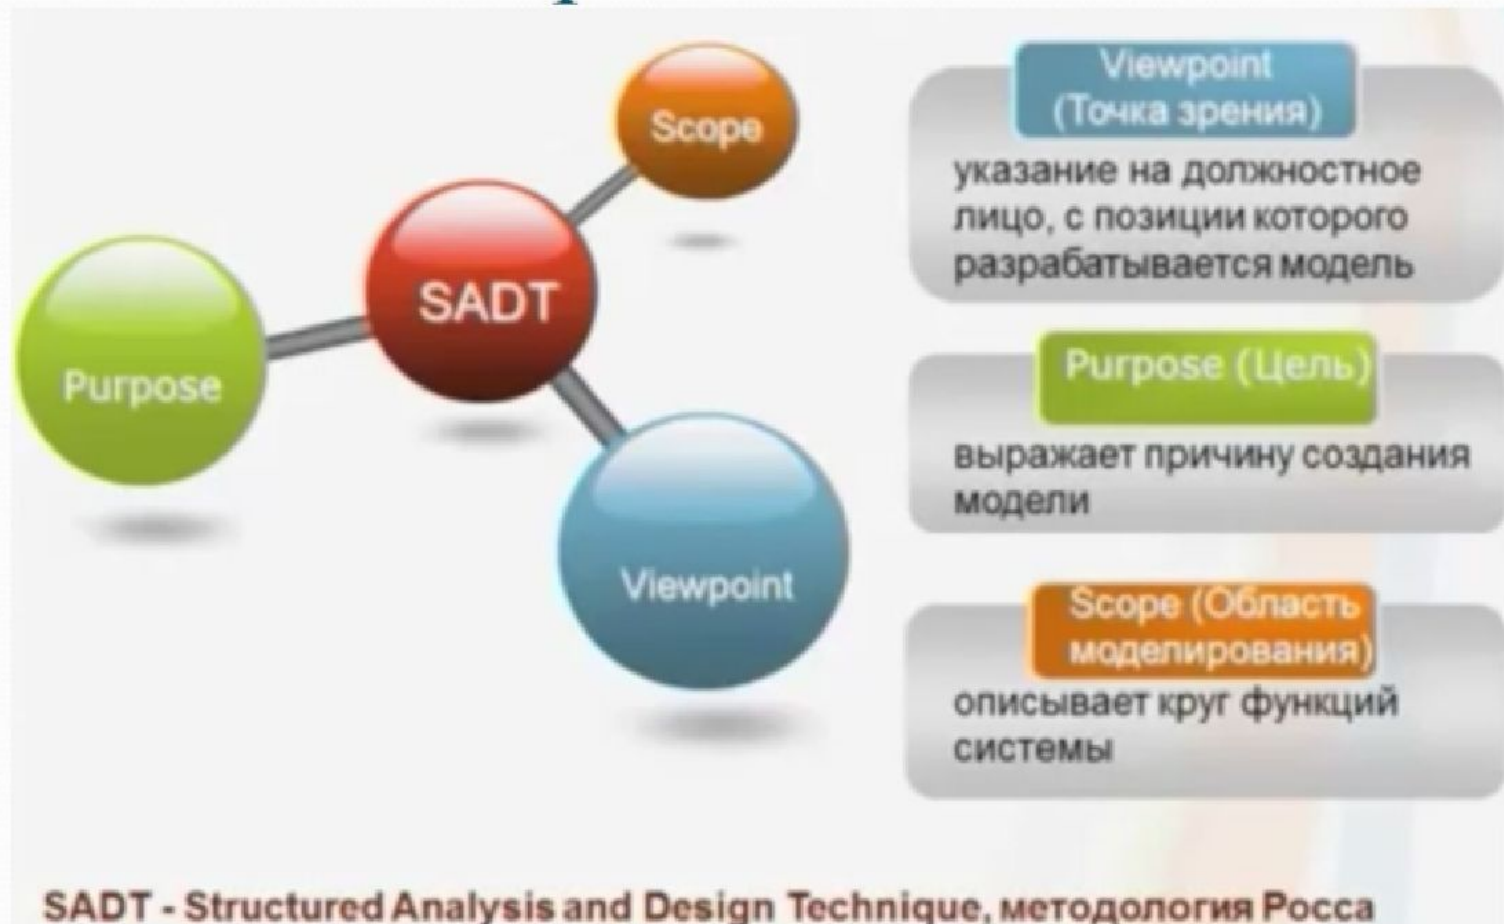 Scope
SADT
Purpose
Viewpoint
Viewpoint
(Точка зрения)
указание на должностное
лицо, с позиции которого
разрабатывается модель
Purpose (Цель)
выражает причину создания
модели
Scope (Область
моделирования)
описывает круг функций
системы
SADT - Structured Analysis and Design Technique, методология Росса